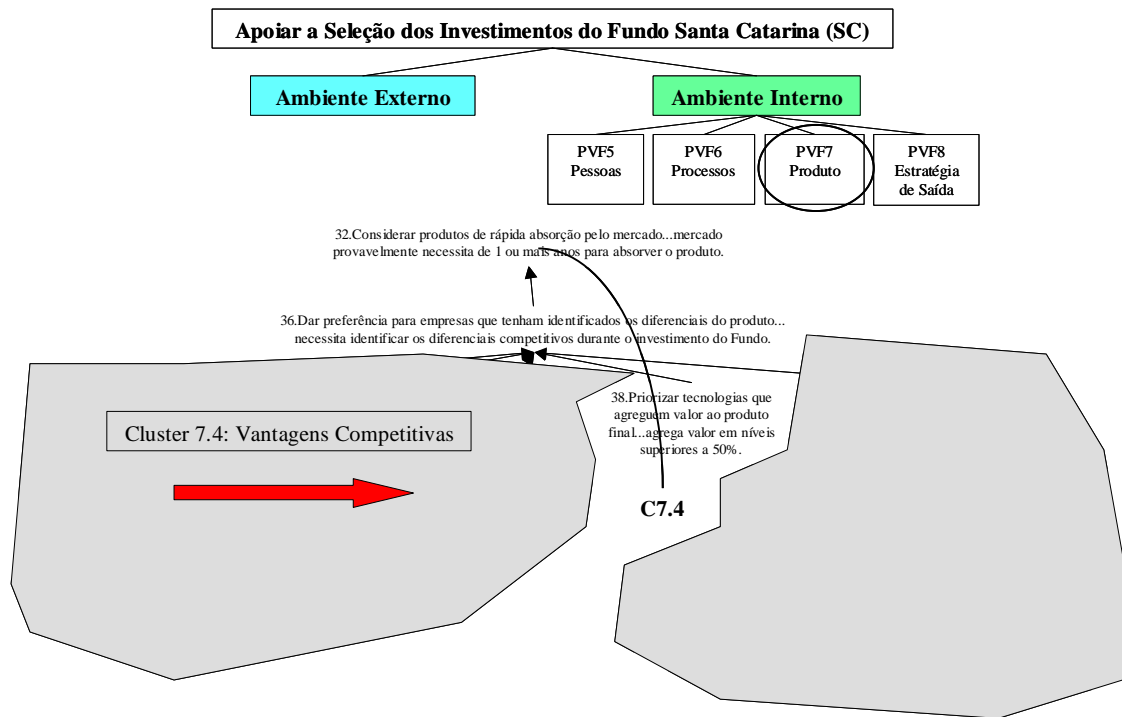 Apoiar a Seleção dos Investimentos do Fundo Santa Catarina (SC)
Ambiente Externo
Ambiente Interno
PVF5
Pessoas
PVF6
Processos
PVF7
Produto
PVF8
Estratégia
de Saída
32.Considerar produtos de rápida absorção pelo mercado...mercado
provavelmente necessita de 1 ou mais anos para absorver o produto.
36.Dar preferência para empresas que tenham identificados os diferenciais do produto...
necessita identificar os diferenciais competitivos durante o investimento do Fundo.
38.Priorizar tecnologias que
agreguem valor ao produto
final...agrega valor em níveis
superiores a 50%.
Cluster 7.4: Vantagens Competitivas
C7.4